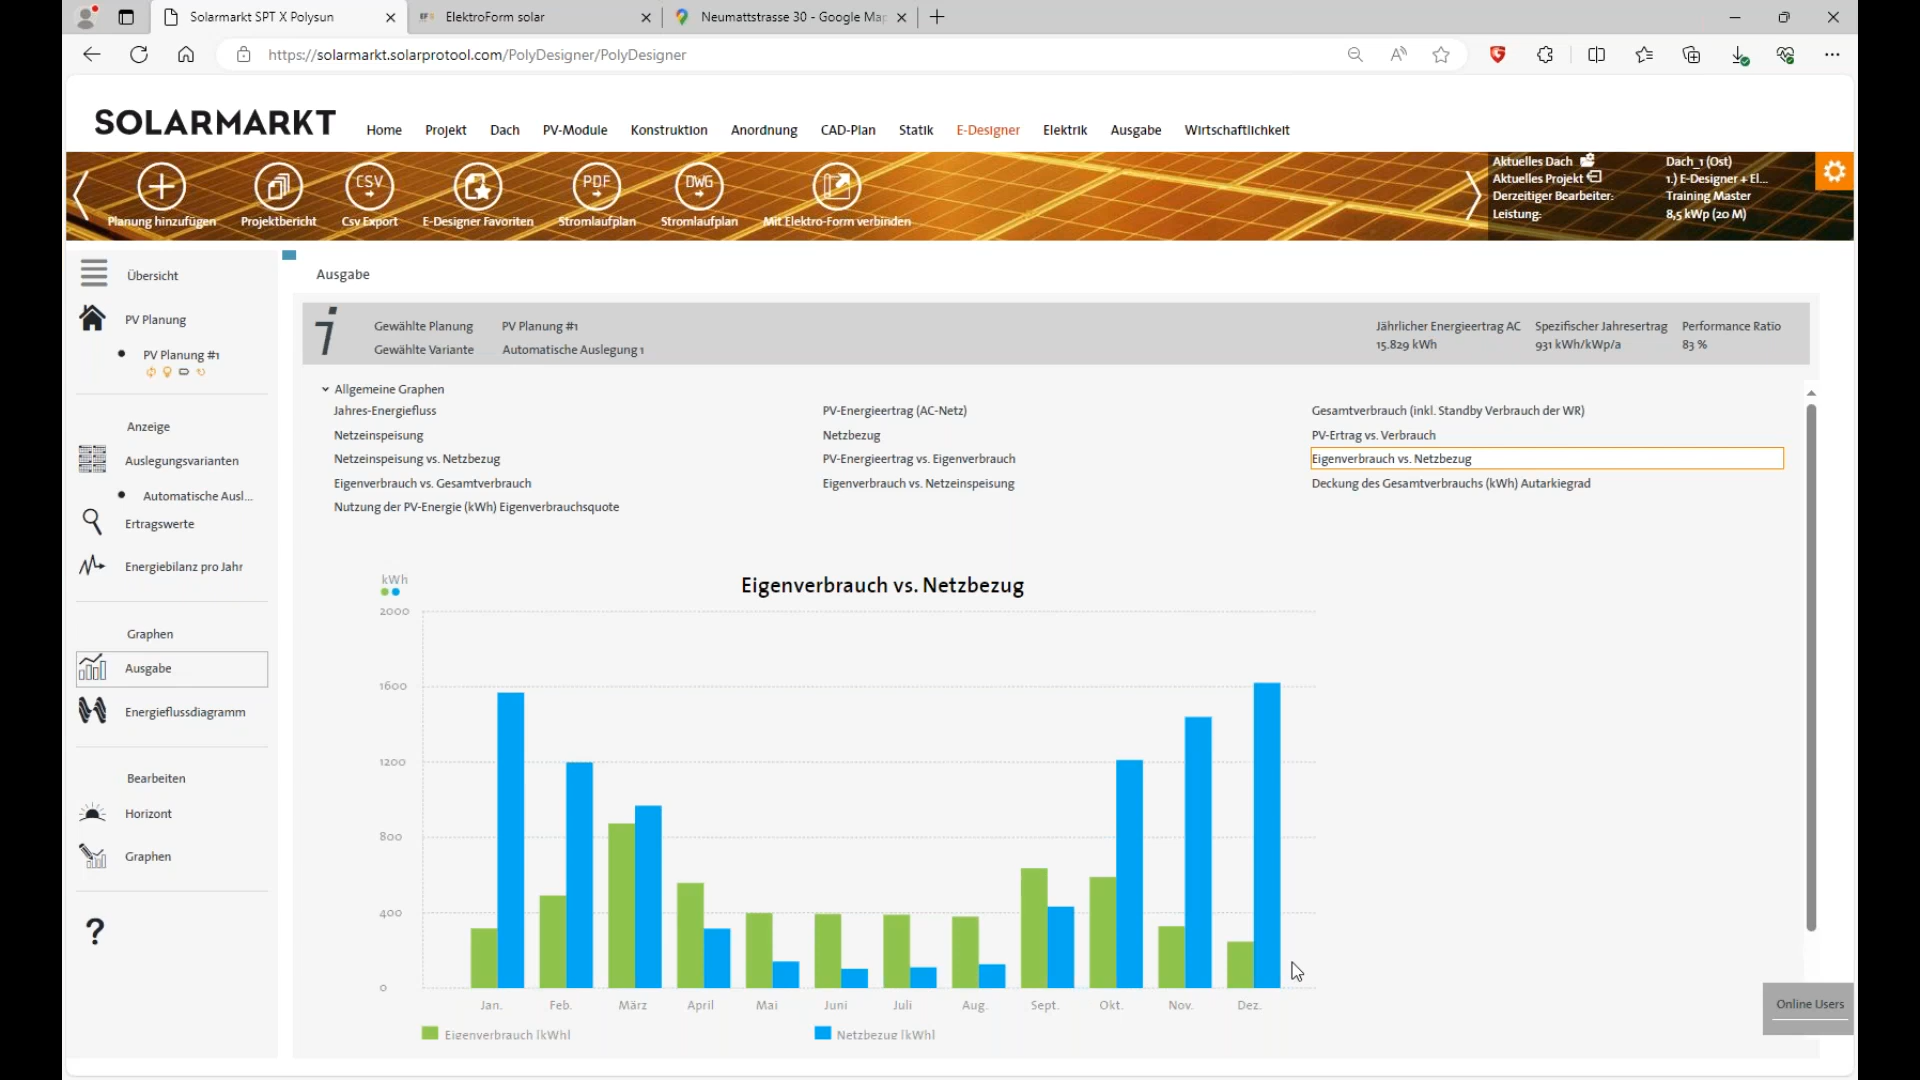 Solarmarkt SPT X Polysun
ElektroForm solar
Neumattstrasse 30 - Google Map
https://solarmarkt.solarprotool.com/PolyDesigner/PolyDesigner
SOLARMARKT
Home Projekt Dach PV-Module Konstruktion Anordnung CAD-Plan Statik E-Designer Elektrik Ausgabe Wirtschaftlichkeit
CSV PDF DWG
Planung hinzufügen Projektbericht Csv Export E-Designer Favoriten Stromlaufplan Stromlaufplan Mit Elektro-Form verbinden
Aktuelles Dach Dach_1 (Ost)
Aktuelles Projekt 1.) E-Designer + El...
Derzeitiger Bearbeiter: Training Master
Leistung: 8,5 kWp (20 M)
Übersicht
PV Planung
PV Planung #1
Anzeige
Auslegungsvarianten
Automatische Ausl...
Ertragswerte
Energiebilanz pro Jahr
Graphen
Ausgabe
Energieflussdiagramm
Bearbeiten
Horizont
Graphen
?
Ausgabe
i
Gewählte Planung PV Planung #1
Gewählte Variante Automatische Auslegung 1
Jährlicher Energieertrag AC Spezifischer Jahresertrag Performance Ratio
15.829 kWh 931 kWh/kWp/a 83 %
Allgemeine Graphen
Jahres-Energiefluss PV-Energieertrag (AC-Netz) Gesamtverbrauch (inkl. Standby Verbrauch der WR)
Netzeinspeisung Netzbezug PV-Ertrag vs. Verbrauch
Netzeinspeisung vs. Netzbezug PV-Energieertrag vs. Eigenverbrauch Eigenverbrauch vs. Netzbezug
Eigenverbrauch vs. Gesamtverbrauch Eigenverbrauch vs. Netzeinspeisung Deckung des Gesamtverbrauchs (kWh) Autarkiegrad
Nutzung der PV-Energie (kWh) Eigenverbrauchsquote
kWh
Eigenverbrauch vs. Netzbezug
2000
1600
1200
800
400
0
Jan. Feb. März April Mai Juni Juli Aug. Sept. Okt. Nov. Dez.
Eigenverbrauch [kWh] Netzbezug [kWh]
Online Users